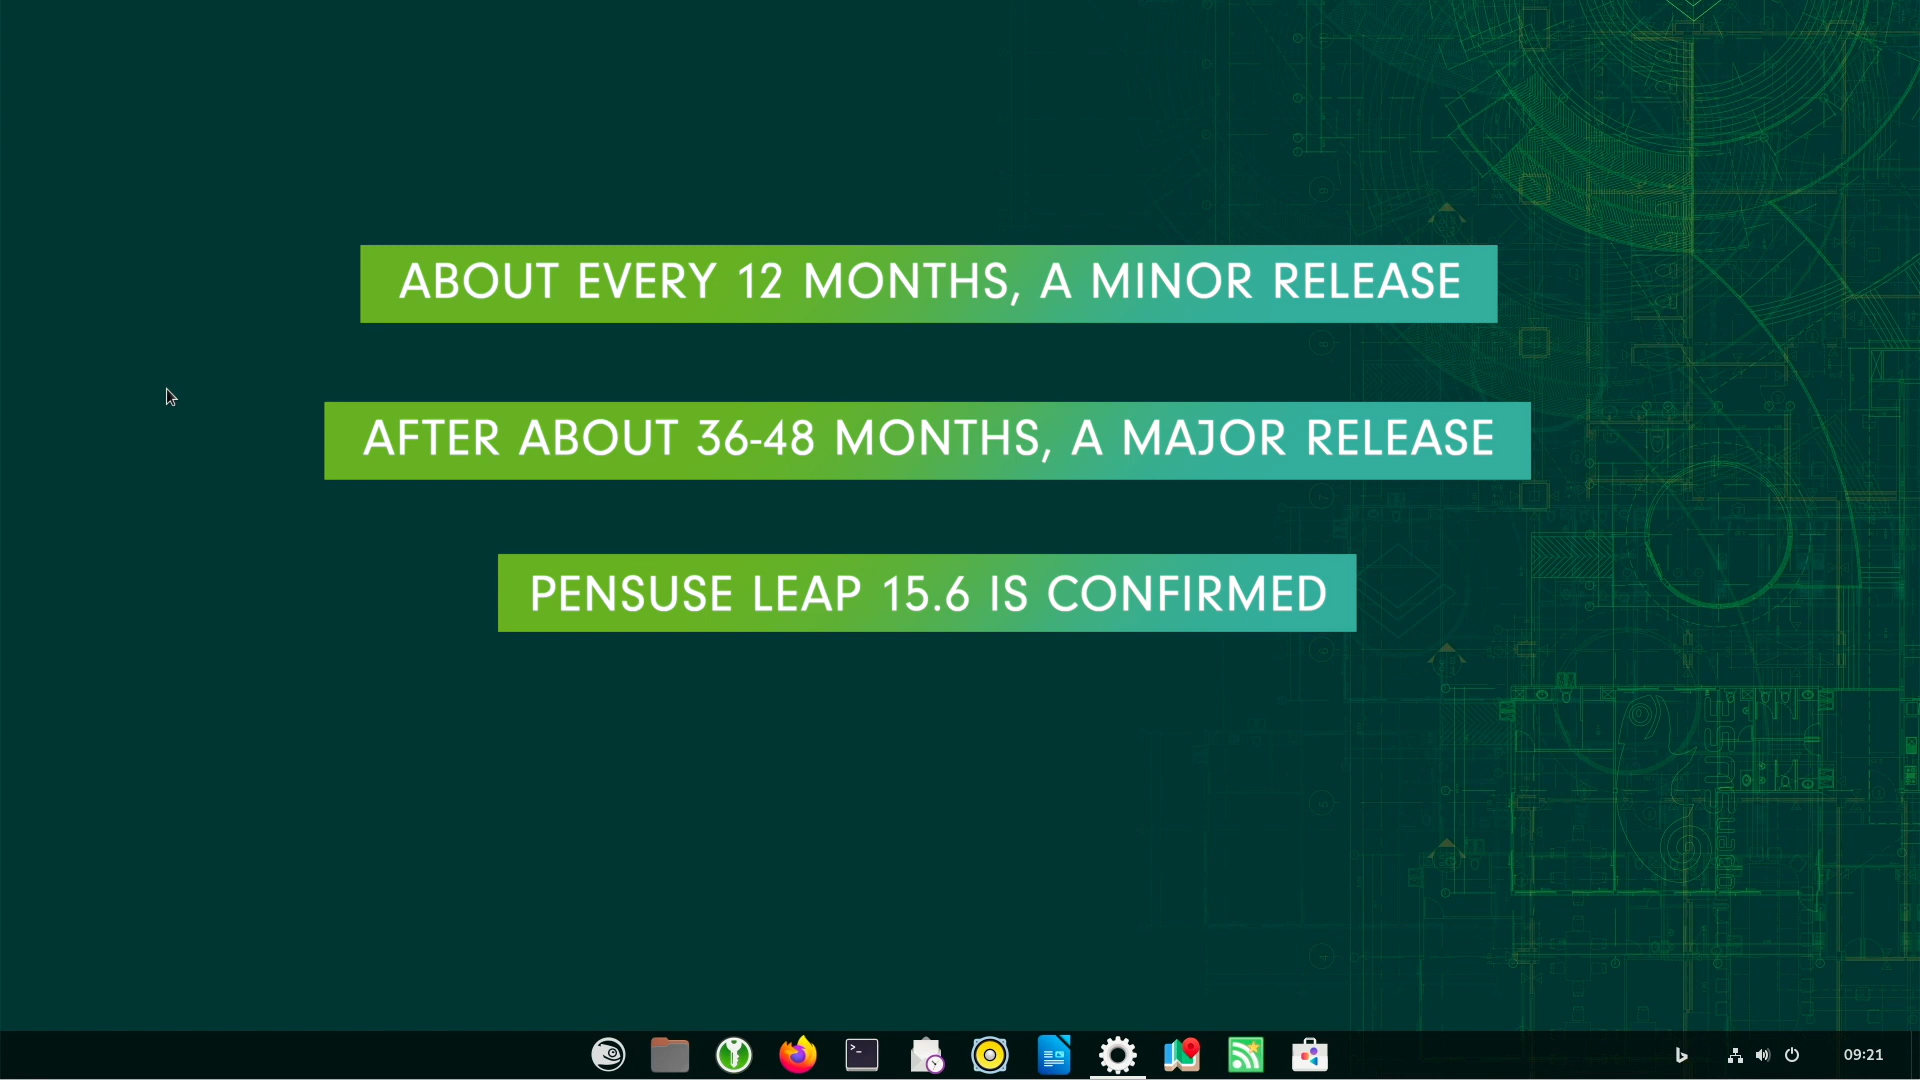 ABOUT EVERY 12 MONTHS, A MINOR RELEASE
AFTER ABOUT 36-48 MONTHS, A MAJOR RELEASE
PENSUSE LEAP 15.6 IS CONFIRMED
openSUSE
09:21